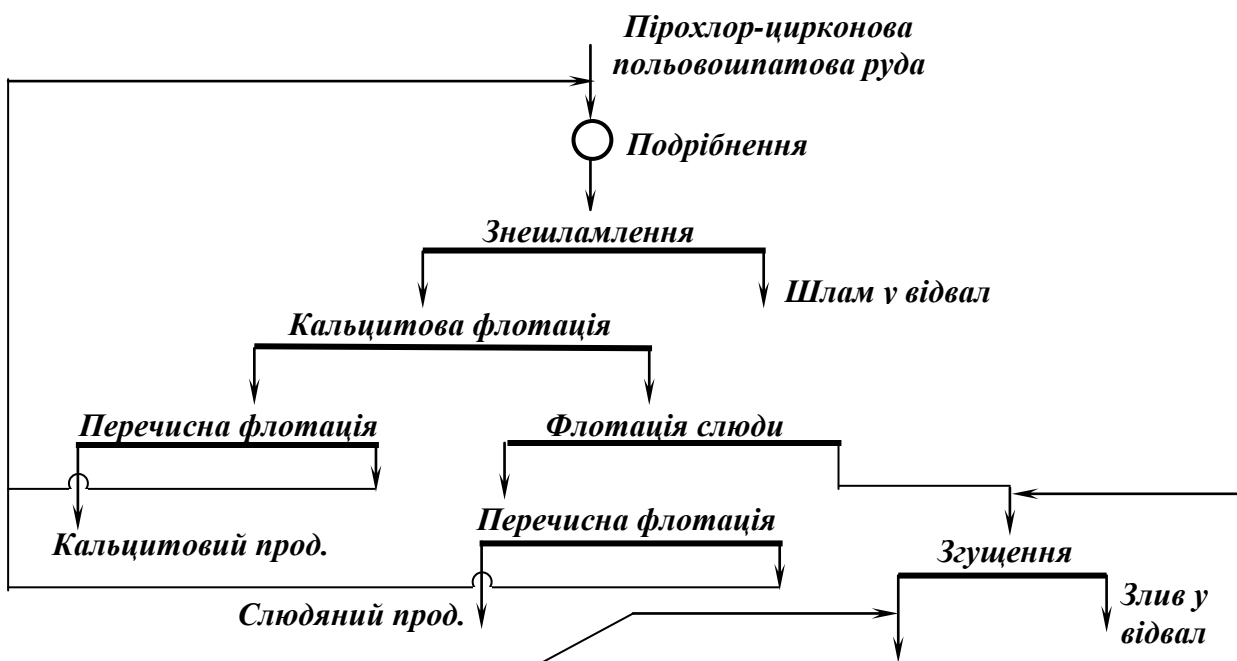 Пірохлор-цирконова
польовошпатова руда
Подрібнення
Знешламлення
Шлам у відвал
Кальцитова флотація
Перечисна флотація
Флотація слюди
Перечисна флотація
Кальцитовий прод.
Згущення
Слюдяний прод.
Злив у
відвал